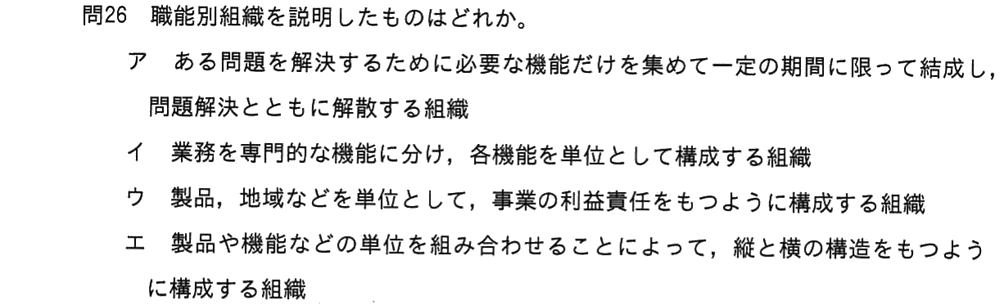 問26　職能別組織を説明したものはどれか。
ア　ある問題を解決するために必要な機能だけを集めて一定の期間に限って結成し，
問題解決とともに解散する組織
イ　業務を専門的な機能に分け，各機能を単位として構成する組織
ウ　製品，地域などを単位として，事業の利益責任をもつように構成する組織
エ　製品や機能などの単位を組み合わせることによって，縦と横の構造をもつよう
に構成する組織